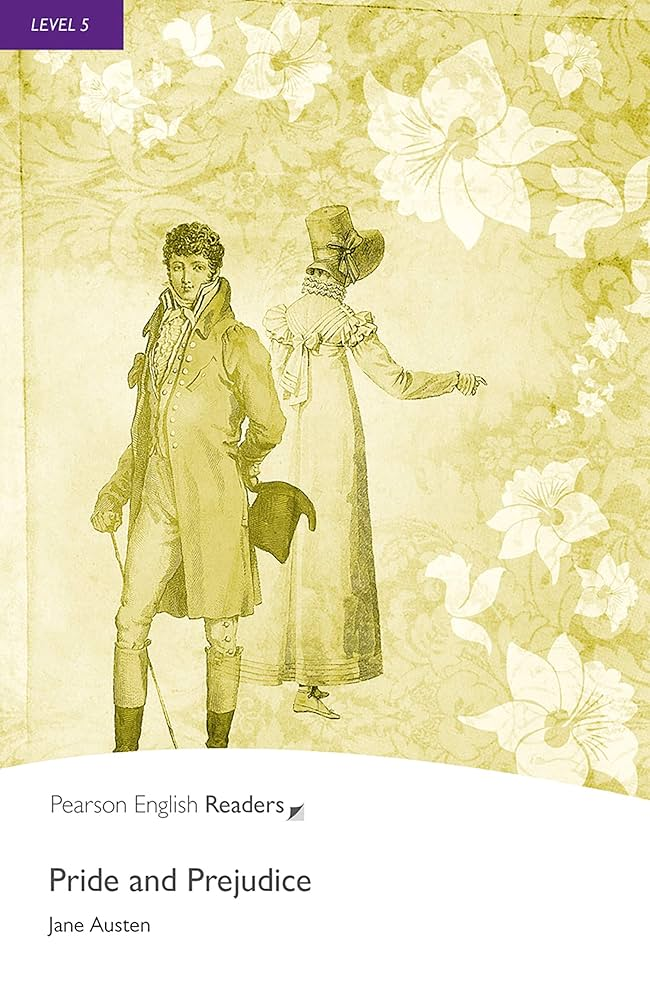 LEVEL 5
Pearson English Readers
Pride and Prejudice
Jane Austen